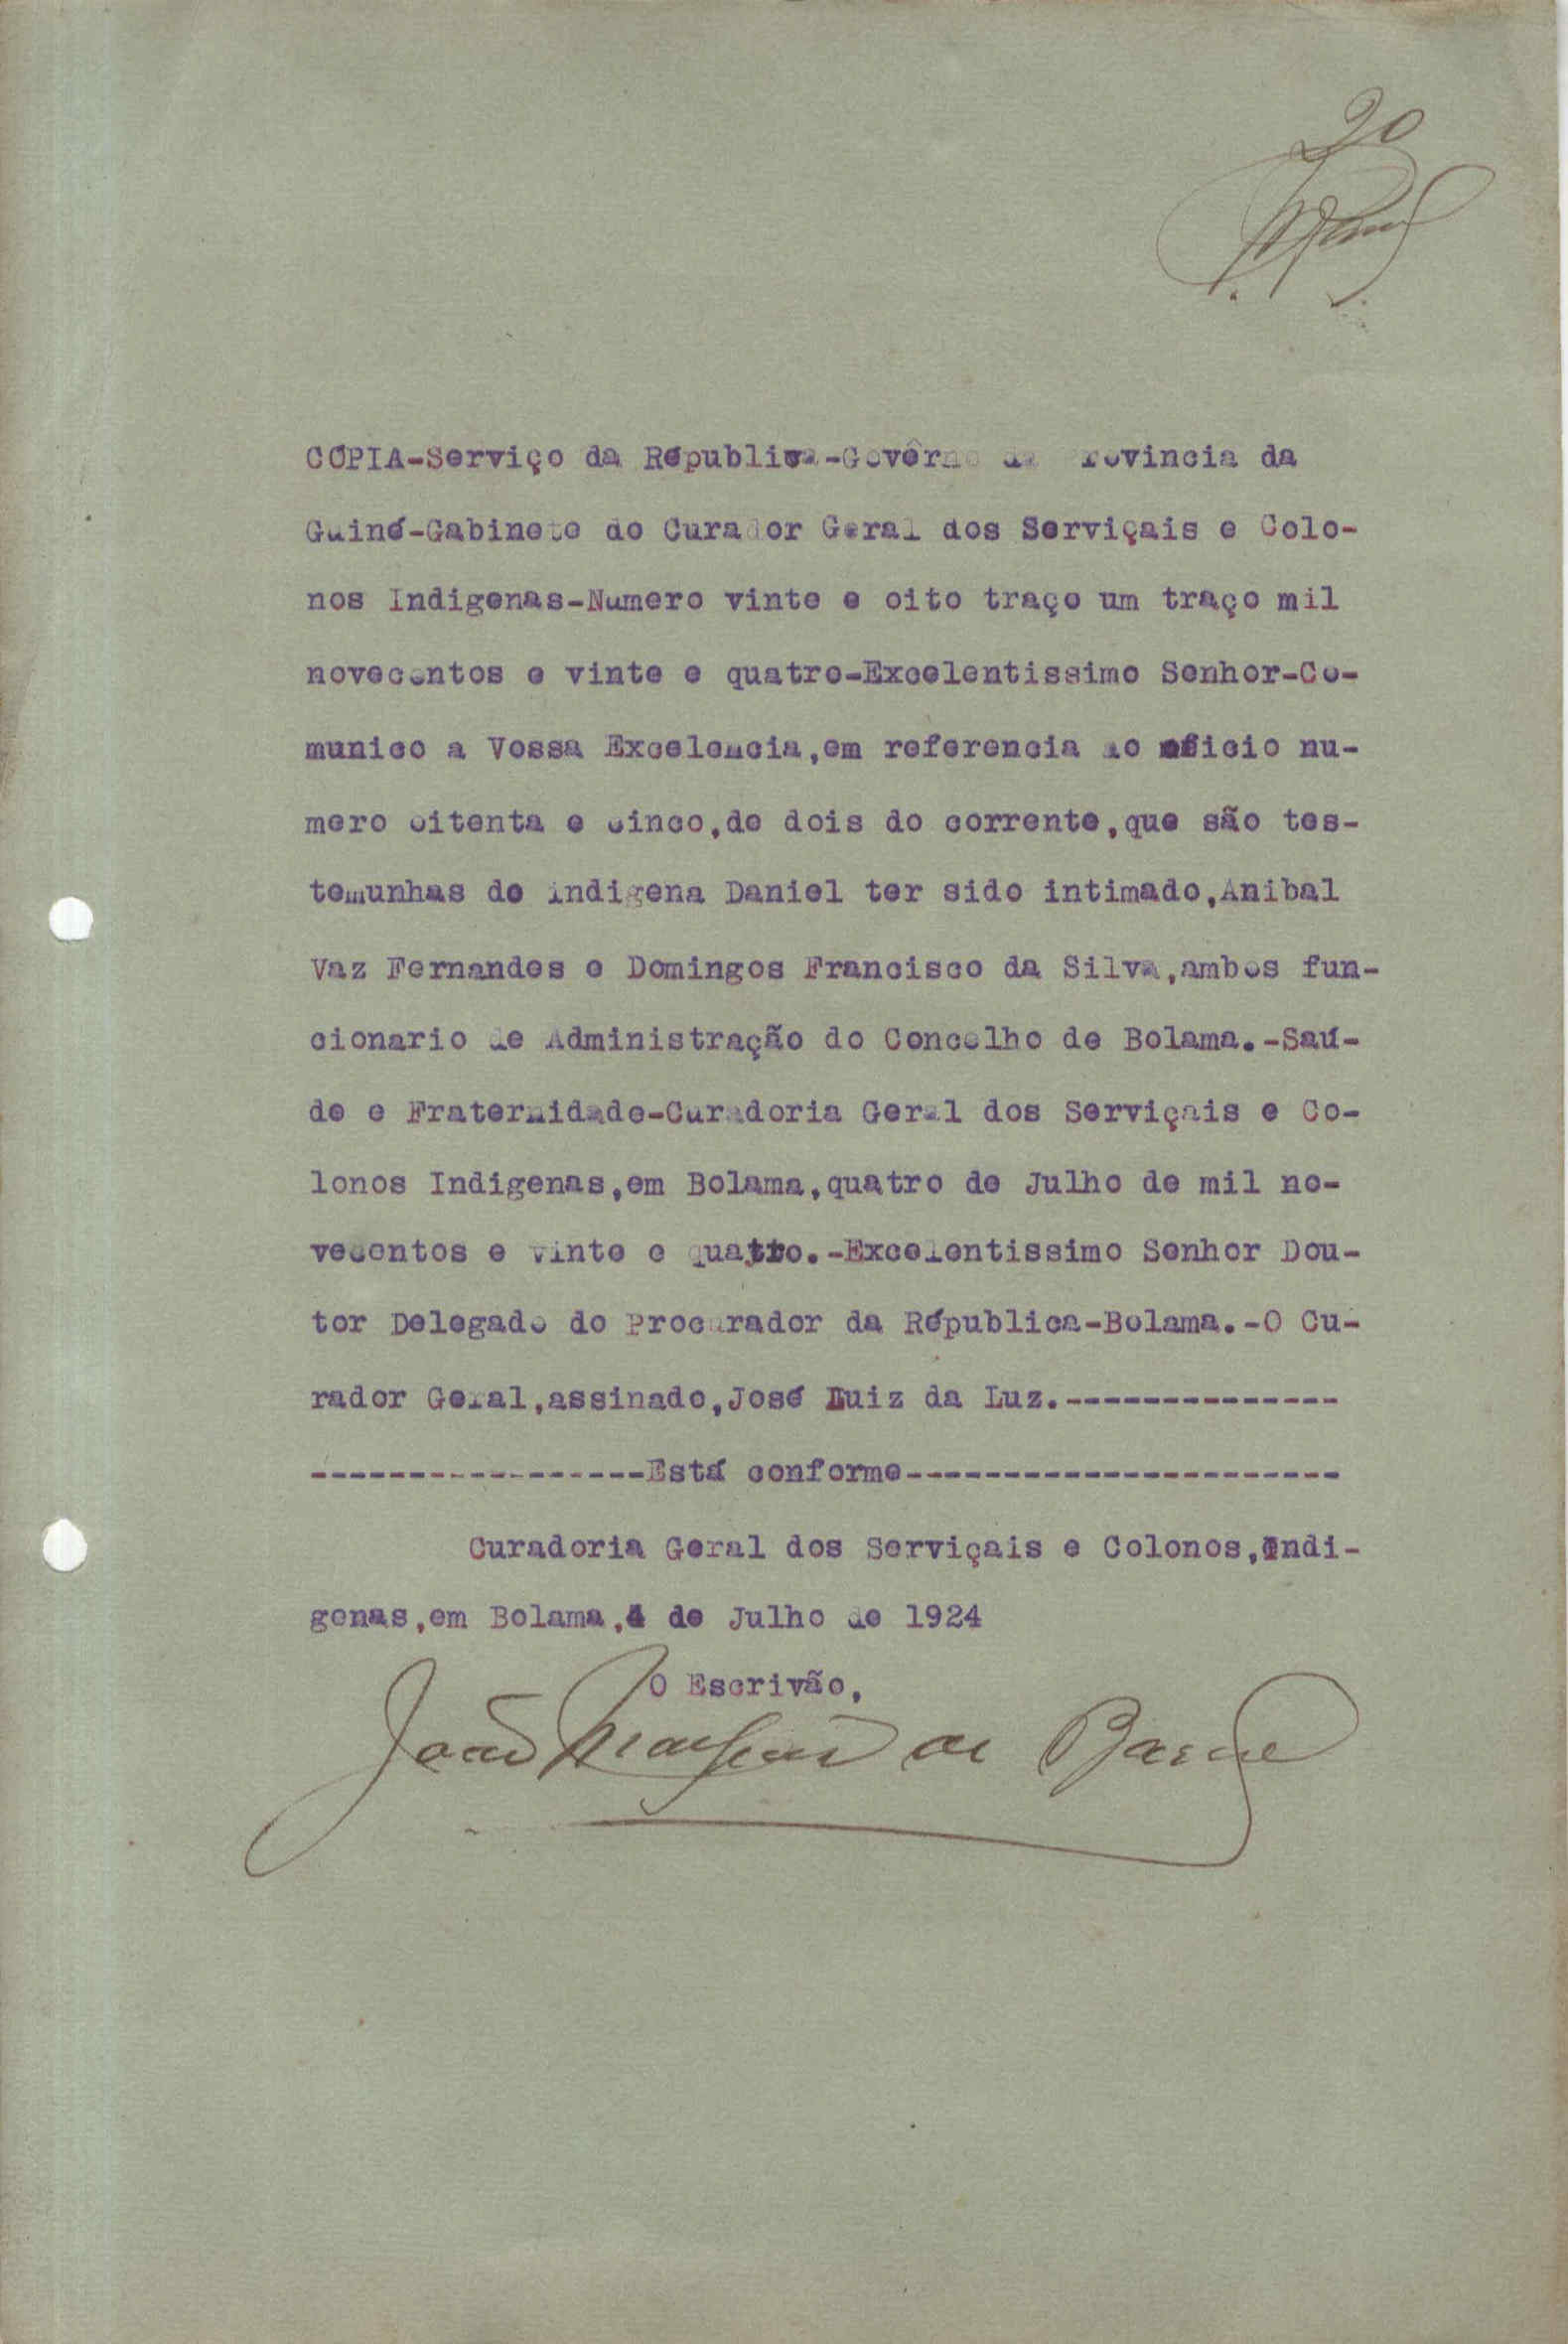 20
CÓPIA-Serviço da Républica-Govêrno da Provincia da
Guiné-Gabinete do Curador Geral dos Serviçais e Colo-
nos Indigenas-Numero vinte e oito traço um traço mil
novecentos e vinte e quatro-Excelentissimo Senhor-Co-
munico a Vossa Excelencia,em referencia ao oficio nu-
mero oitenta e cinco,de dois do corrente,que são tes-
temunhas do indigena Daniel ter sido intimado,Anibal
Vaz Fernandes e Domingos Francisco da Silva,ambos fun-
cionario de Administração do Concelho de Bolama.-Saú-
de e Fraternidade-Curadoria Geral dos Serviçais e Co-
lonos Indigenas,em Bolama,quatro de Julho de mil no-
vecentos e vinte e quatro.-Excelentissimo Senhor Dou-
tor Delegado do Procurador da Républica-Bolama.-O Cu-
rador Geral,assinado,José Luiz da Luz.--------------
-----------------Está conforme----------------------
Curadoria Geral dos Serviçais e Colonos,Indi-
genas,em Bolama,4 de Julho de 1924
O Escrivão,
João de